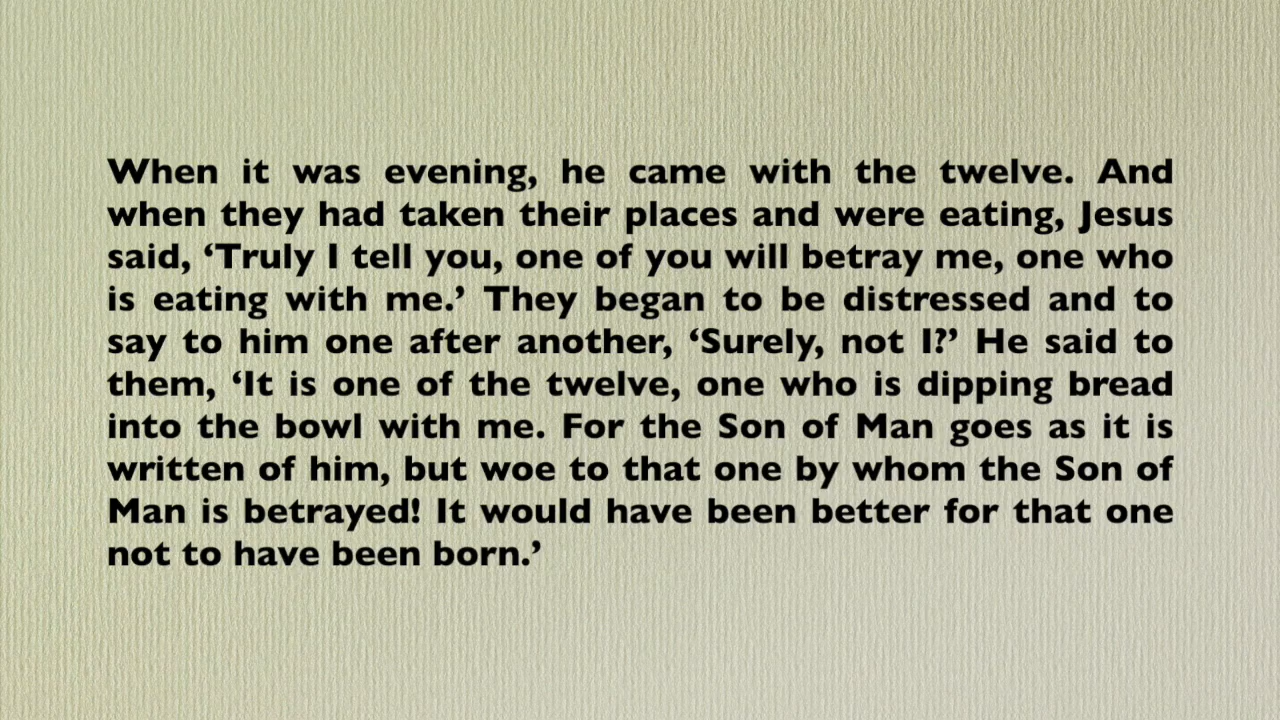 When it was evening, he came with the twelve. And
when they had taken their places and were eating, Jesus
said, ‘Truly I tell you, one of you will betray me, one who
is eating with me.’ They began to be distressed and to
say to him one after another, ‘Surely, not I?’ He said to
them, ‘It is one of the twelve, one who is dipping bread
into the bowl with me. For the Son of Man goes as it is
written of him, but woe to that one by whom the Son of
Man is betrayed! It would have been better for that one
not to have been born.’